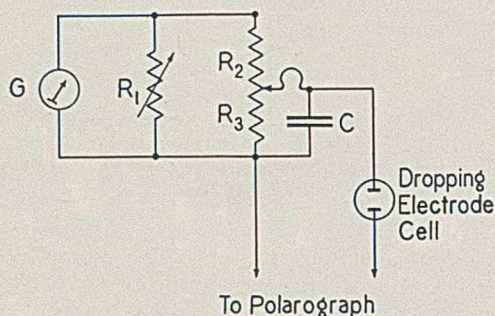 R₂
G
R₁
R₃
C
Dropping
Electrode
Cell
To Polarograph